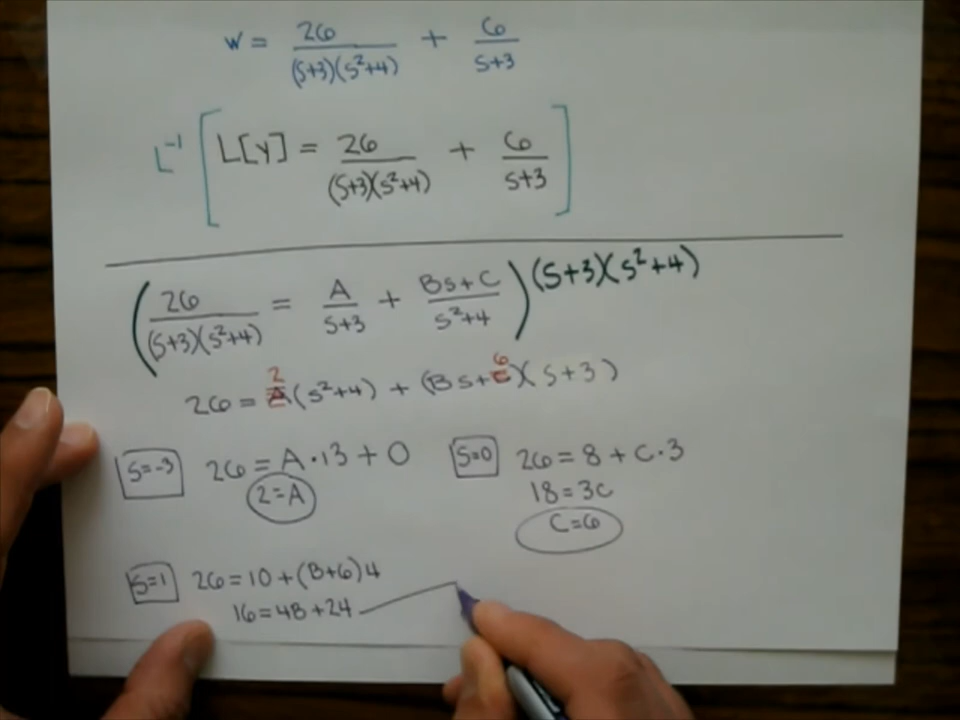 W = 26/((S+3)(S²+4)) + 6/(S+3)
L⁻¹ [ L[y] = 26/((S+3)(S²+4)) + 6/(S+3) ]
( 26/((S+3)(S²+4)) = A/(S+3) + (BS+C)/(S²+4) ) (S+3)(S²+4)
2 6
26 = A(S²+4) + (BS+C)(S+3)
S=-3 26 = A·13 + 0
2=A
S=0 26 = 8 + C·3
18=3C
C=6
S=1 26=10+(B+6)4
16=4B+24